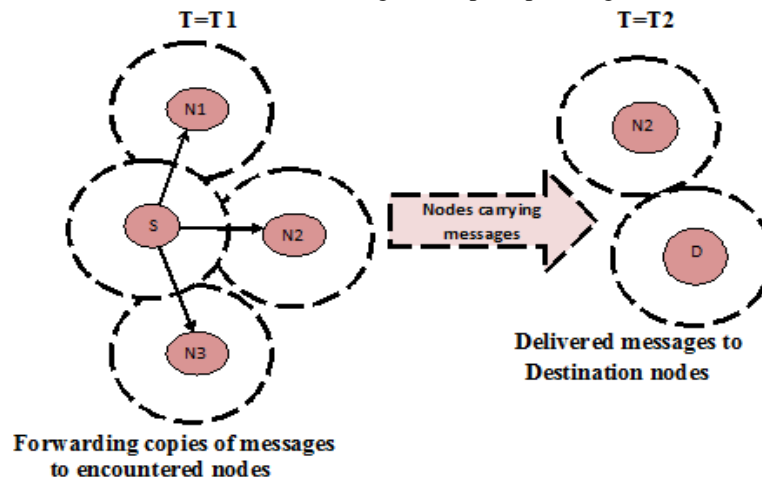 T=T1
T=T2
N1
S
N2
N3
Nodes carrying
messages
N2
D
Forwarding copies of messages
to encountered nodes
Delivered messages to
Destination nodes